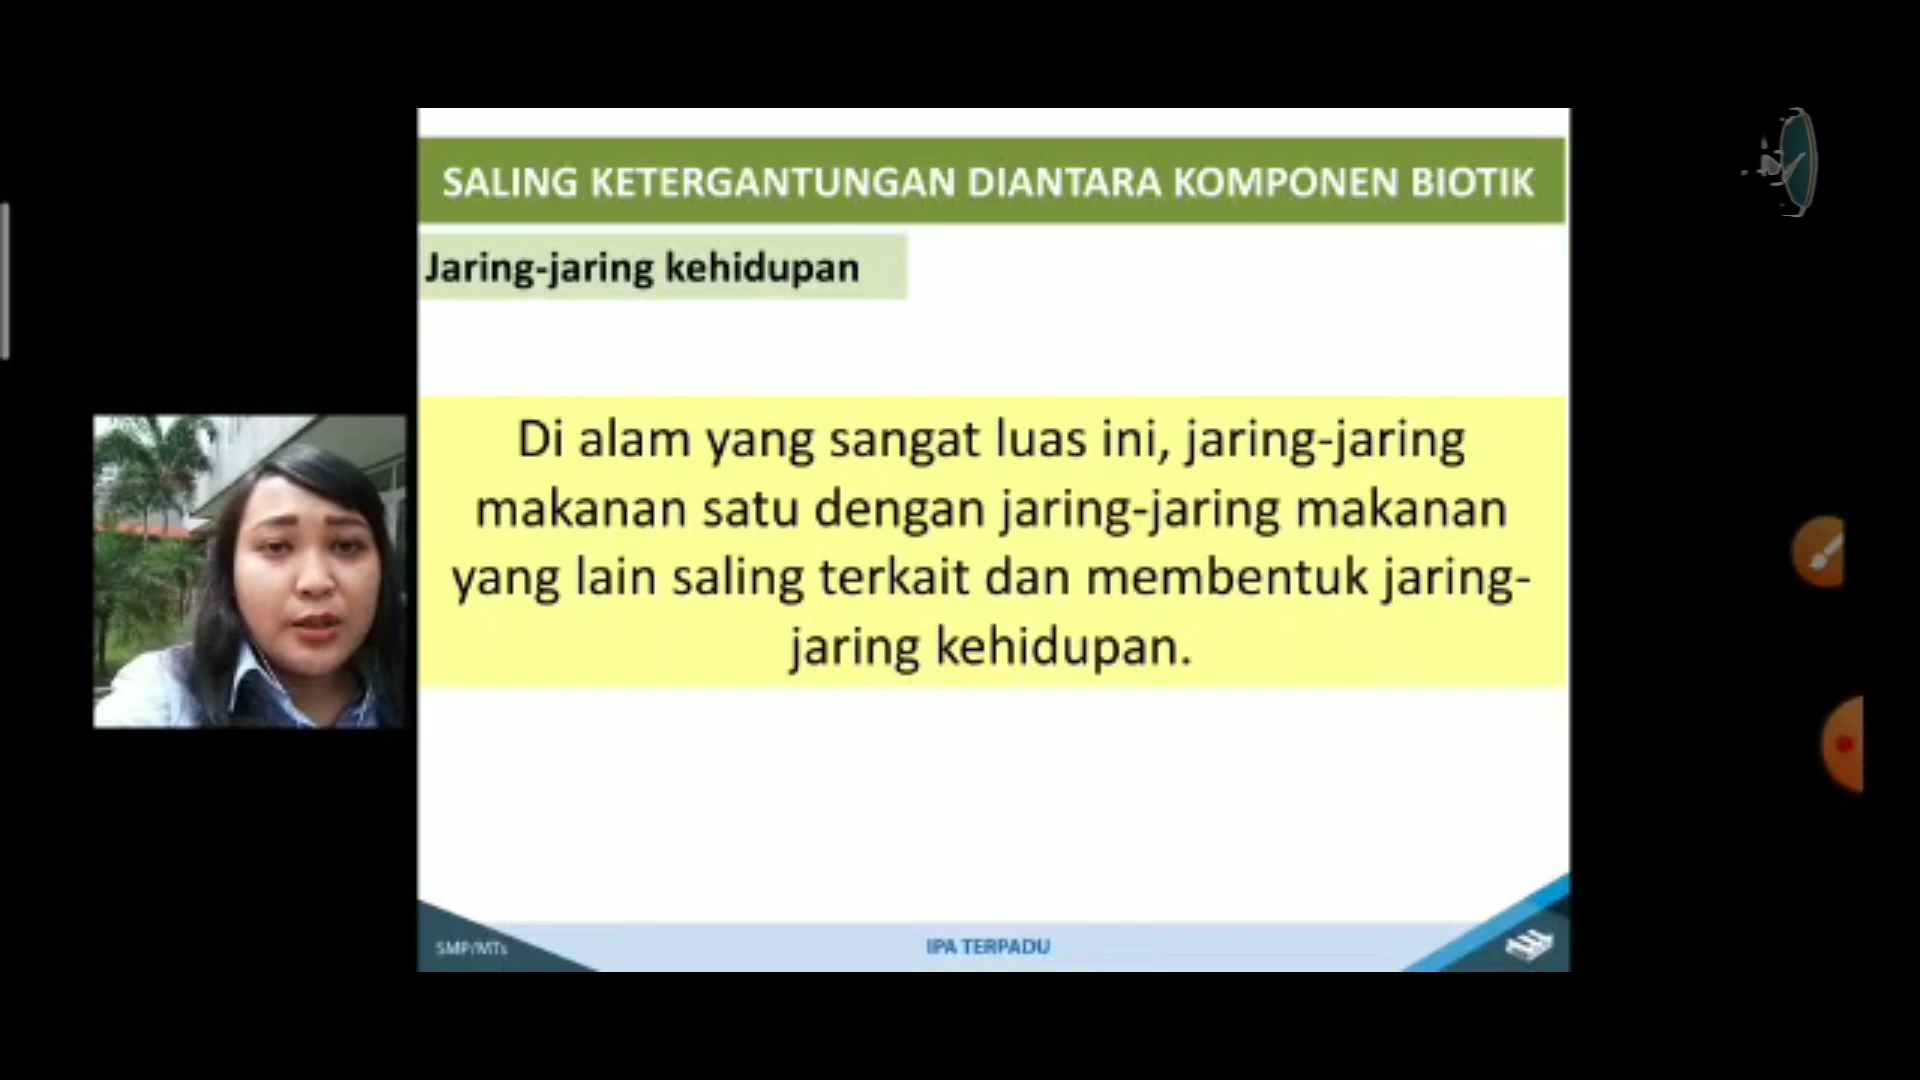 SALING KETERGANTUNGAN DIANTARA KOMPONEN BIOTIK
Jaring-jaring kehidupan
Di alam yang sangat luas ini, jaring-jaring
makanan satu dengan jaring-jaring makanan
yang lain saling terkait dan membentuk jaring-
jaring kehidupan.
SMP/MTs
IPA TERPADU